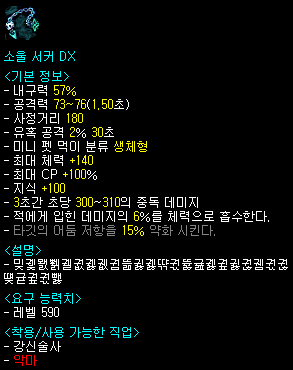 소울 서커 DX
<기본 정보>
- 내구력 57%
- 공격력 73~76(1.50초)
- 사정거리 180
- 유혹 공격 2% 30초
- 미니 펫 먹이 분류 생체형
- 최대 체력 +140
- 최대 CP +100%
- 지식 +100
- 3초간 초당 300~310의 중독 데미지
- 적에게 입힌 데미지의 6%를 체력으로 흡수한다.
- 타깃의 어둠 저항을 15% 약화 시킨다.
<설명>
-
<요구 능력치>
- 레벨 590
<착용/사용 가능한 직업>
- 강신술사
- 악마